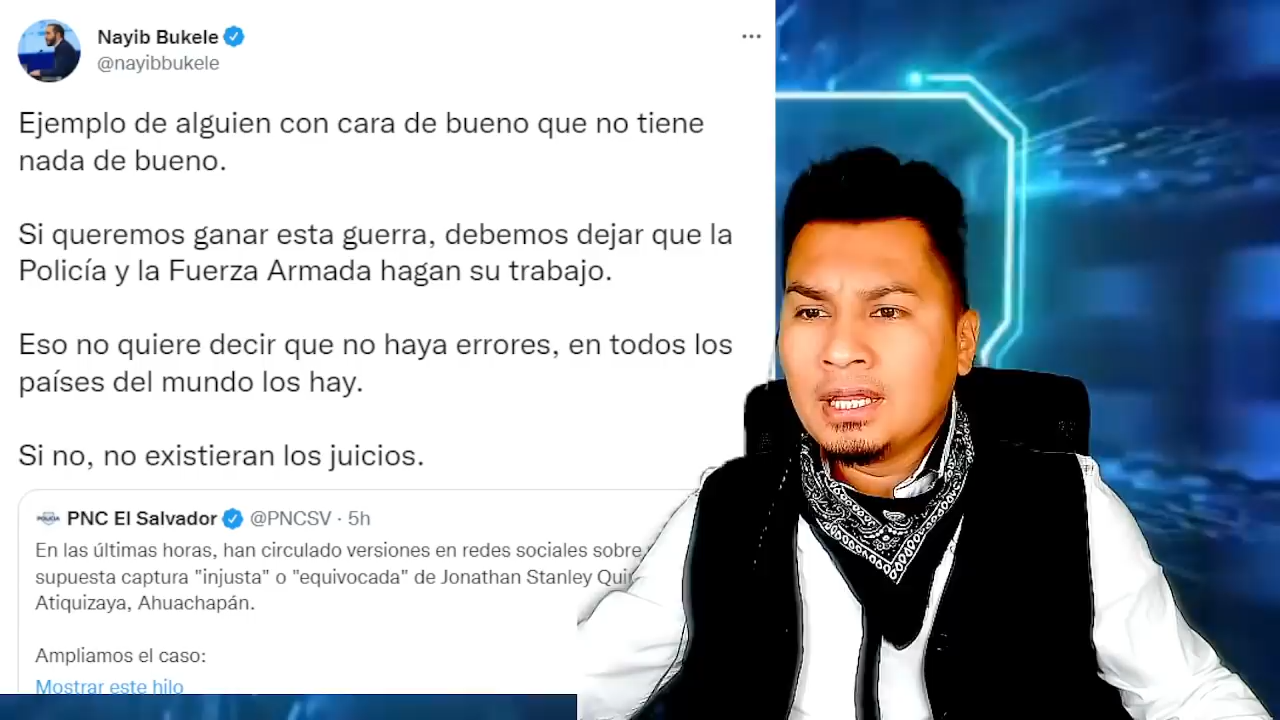 Nayib Bukele
@nayibbukele
Ejemplo de alguien con cara de bueno que no tiene
nada de bueno.
Si queremos ganar esta guerra, debemos dejar que la
Policía y la Fuerza Armada hagan su trabajo.
Eso no quiere decir que no haya errores, en todos los
países del mundo los hay.
Si no, no existieran los juicios.
PNC El Salvador @PNCSV · 5h
En las últimas horas, han circulado versiones en redes sociales sobre
supuesta captura "injusta" o "equivocada" de Jonathan Stanley
Atiquizaya, Ahuachapán.
Ampliamos el caso:
Mostrar este hilo